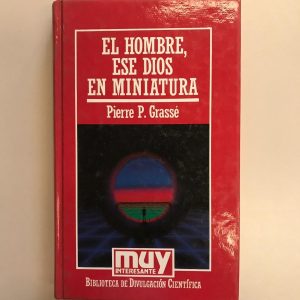 EL HOMBRE,
ESE DIOS
EN MINIATURA
Pierre P. Grassé
muy
INTERESANTE
BIBLIOTECA DE DIVULGACIÓN CIENTÍFICA